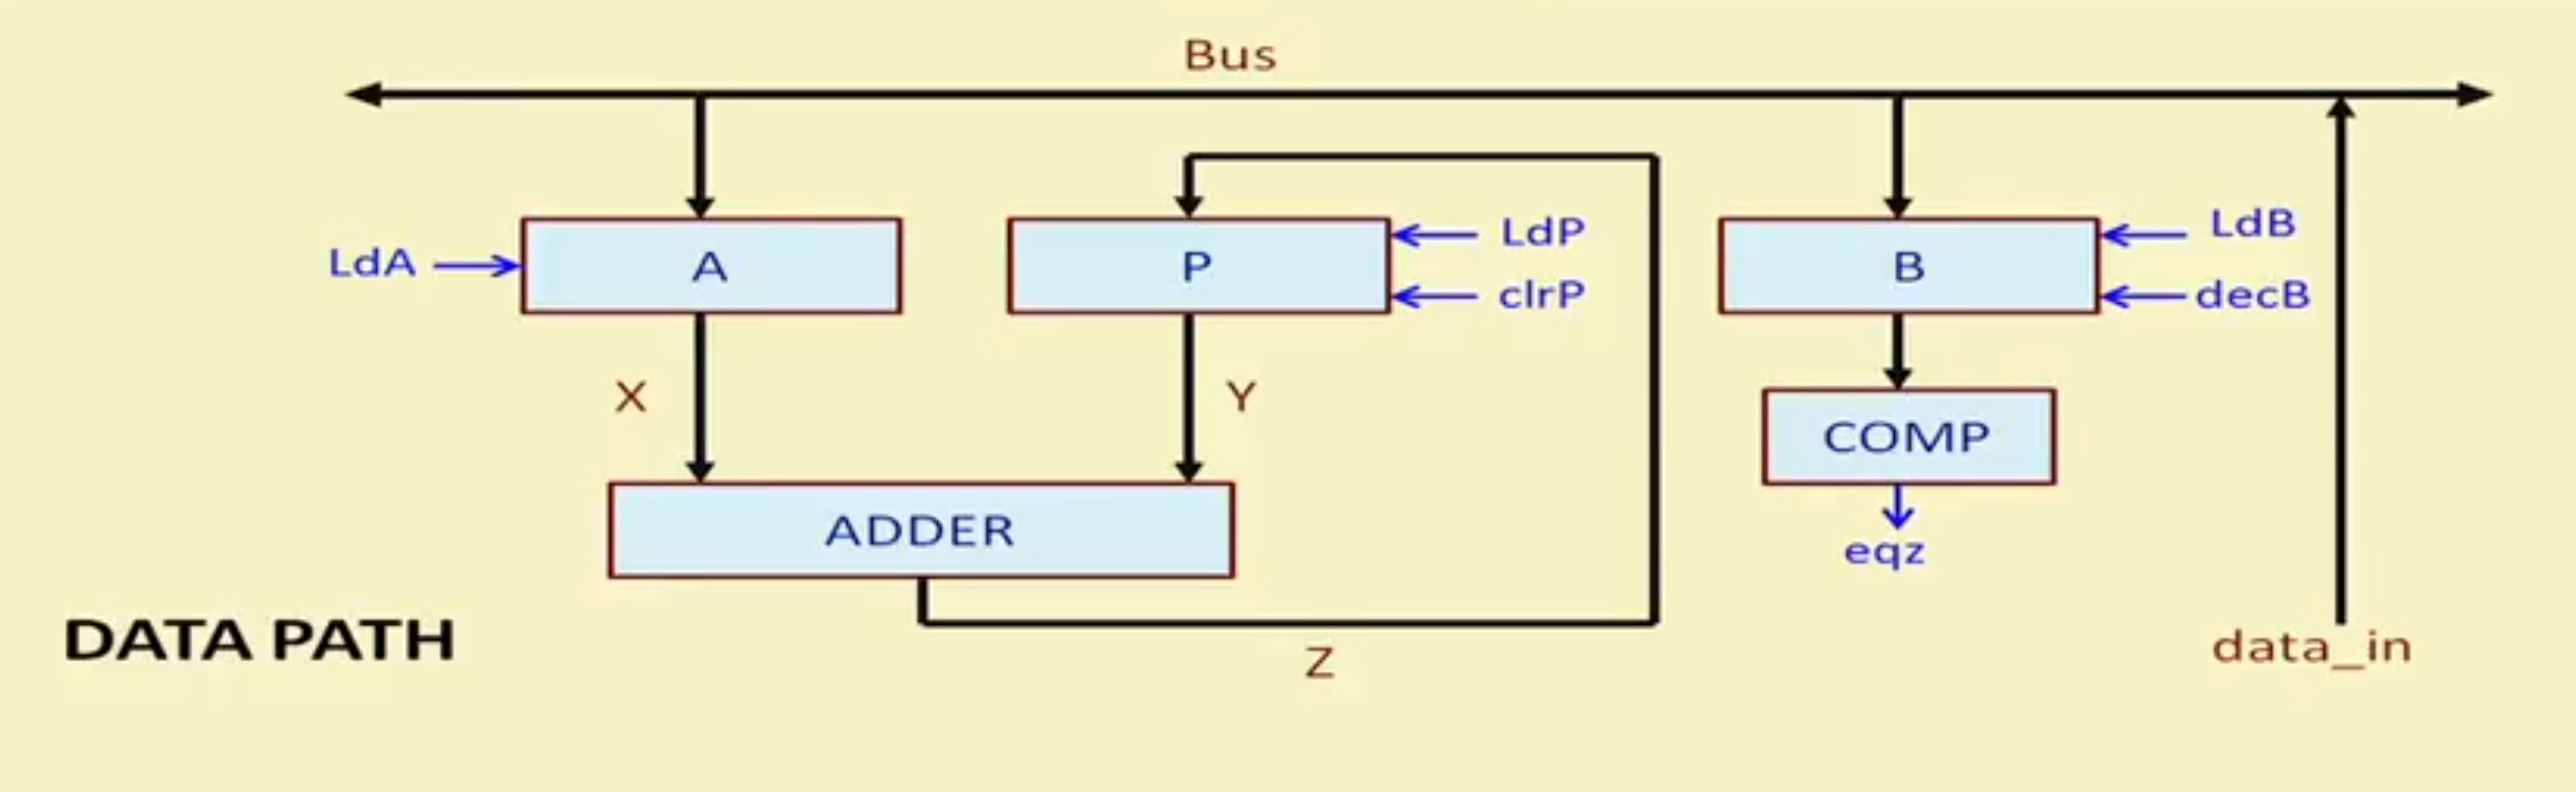 Bus
LdA
A
P
LdP
clrP
B
LdB
decB
X
Y
COMP
ADDER
eqz
DATA PATH
Z
data_in